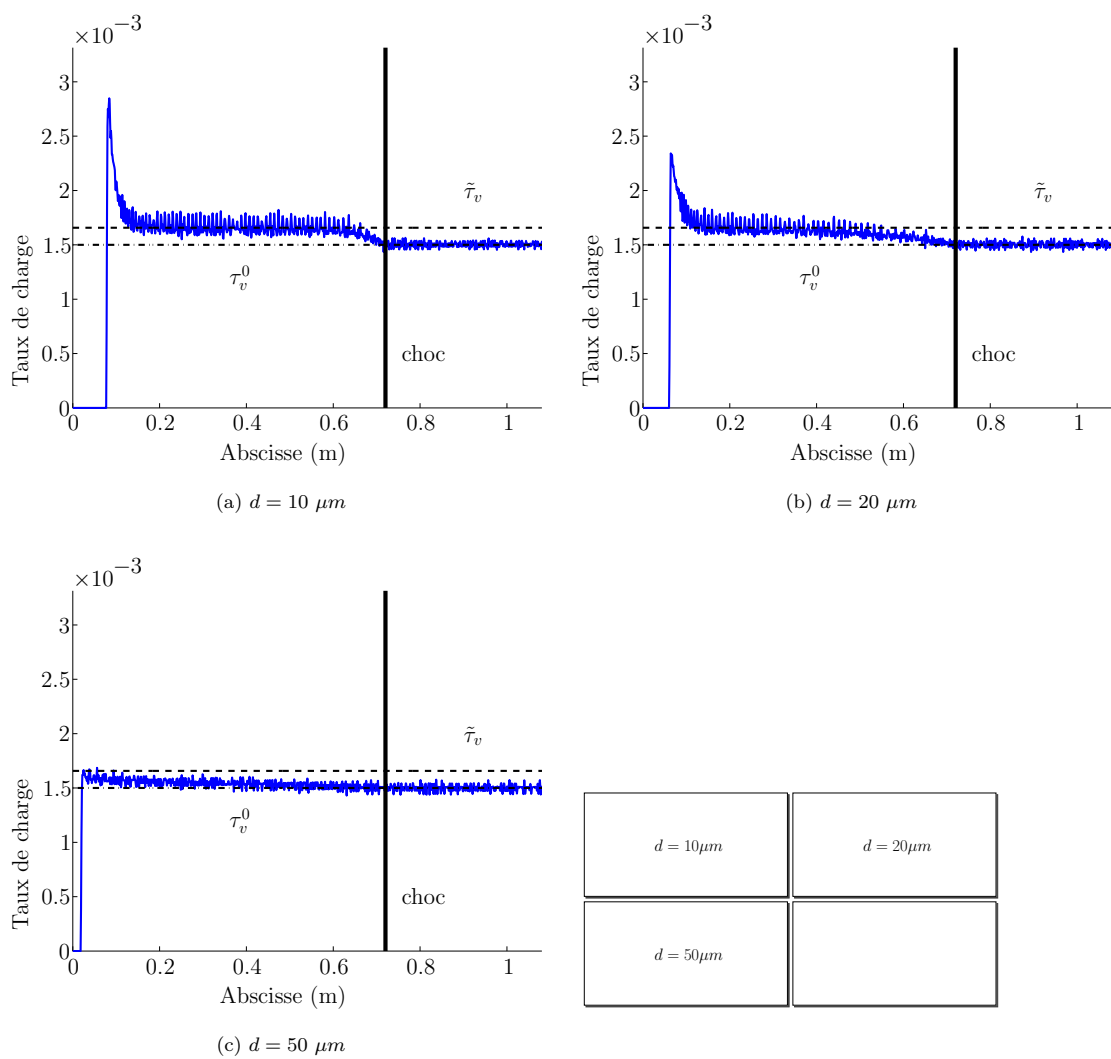 ×10−3
3
2.5
2
1.5
1
0.5
0
Taux de charge
τ̃v
τv0
choc
0 0.2 0.4 0.6 0.8 1
Abscisse (m)
(a) d = 10 μm
×10−3
3
2.5
2
1.5
1
0.5
0
Taux de charge
τ̃v
τv0
choc
0 0.2 0.4 0.6 0.8 1
Abscisse (m)
(b) d = 20 μm
×10−3
3
2.5
2
1.5
1
0.5
0
Taux de charge
τ̃v
τv0
choc
0 0.2 0.4 0.6 0.8 1
Abscisse (m)
(c) d = 50 μm
d = 10μm
d = 20μm
d = 50μm